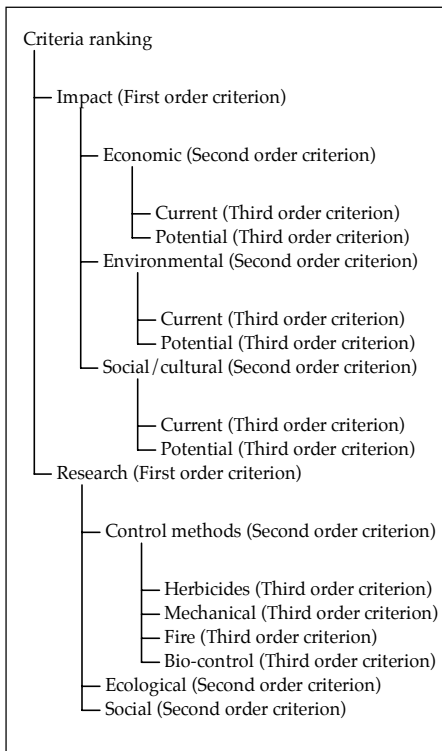 Criteria ranking
Impact (First order criterion)
Economic (Second order criterion)
Current (Third order criterion)
Potential (Third order criterion)
Environmental (Second order criterion)
Current (Third order criterion)
Potential (Third order criterion)
Social/cultural (Second order criterion)
Current (Third order criterion)
Potential (Third order criterion)
Research (First order criterion)
Control methods (Second order criterion)
Herbicides (Third order criterion)
Mechanical (Third order criterion)
Fire (Third order criterion)
Bio-control (Third order criterion)
Ecological (Second order criterion)
Social (Second order criterion)